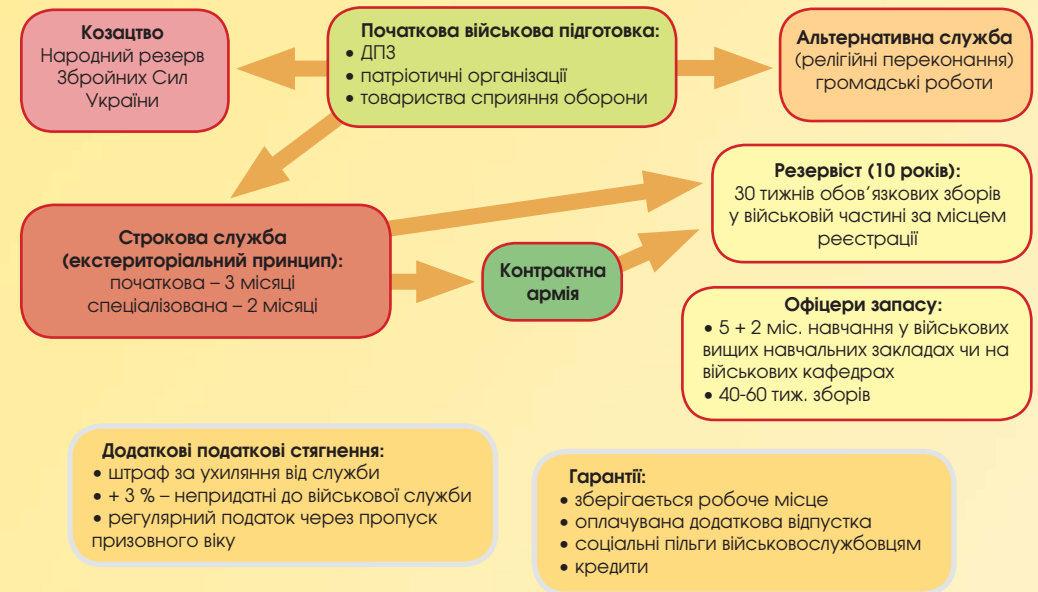 Козацтво
Народний резерв
Збройних Сил
України
Початкова військова підготовка:
• ДПЗ
• патріотичні організації
• товариства сприяння оборони
Альтернативна служба
(релігійні переконання)
громадські роботи
Резервіст (10 років):
30 тижнів обов’язкових зборів
у військовій частині за місцем
реєстрації
Строкова служба
(екстериторіальний принцип):
початкова – 3 місяці
спеціалізована – 2 місяці
Контрактна
армія
Офіцери запасу:
• 5 + 2 міс. навчання у військових
вищих навчальних закладах чи на
військових кафедрах
• 40-60 тиж. зборів
Додаткові податкові стягнення:
• штраф за ухиляння від служби
• + 3 % – непридатні до військової служби
• регулярний податок через пропуск
призовного віку
Гарантії:
• зберігається робоче місце
• оплачувана додаткова відпустка
• соціальні пільги військовослужбовцям
• кредити